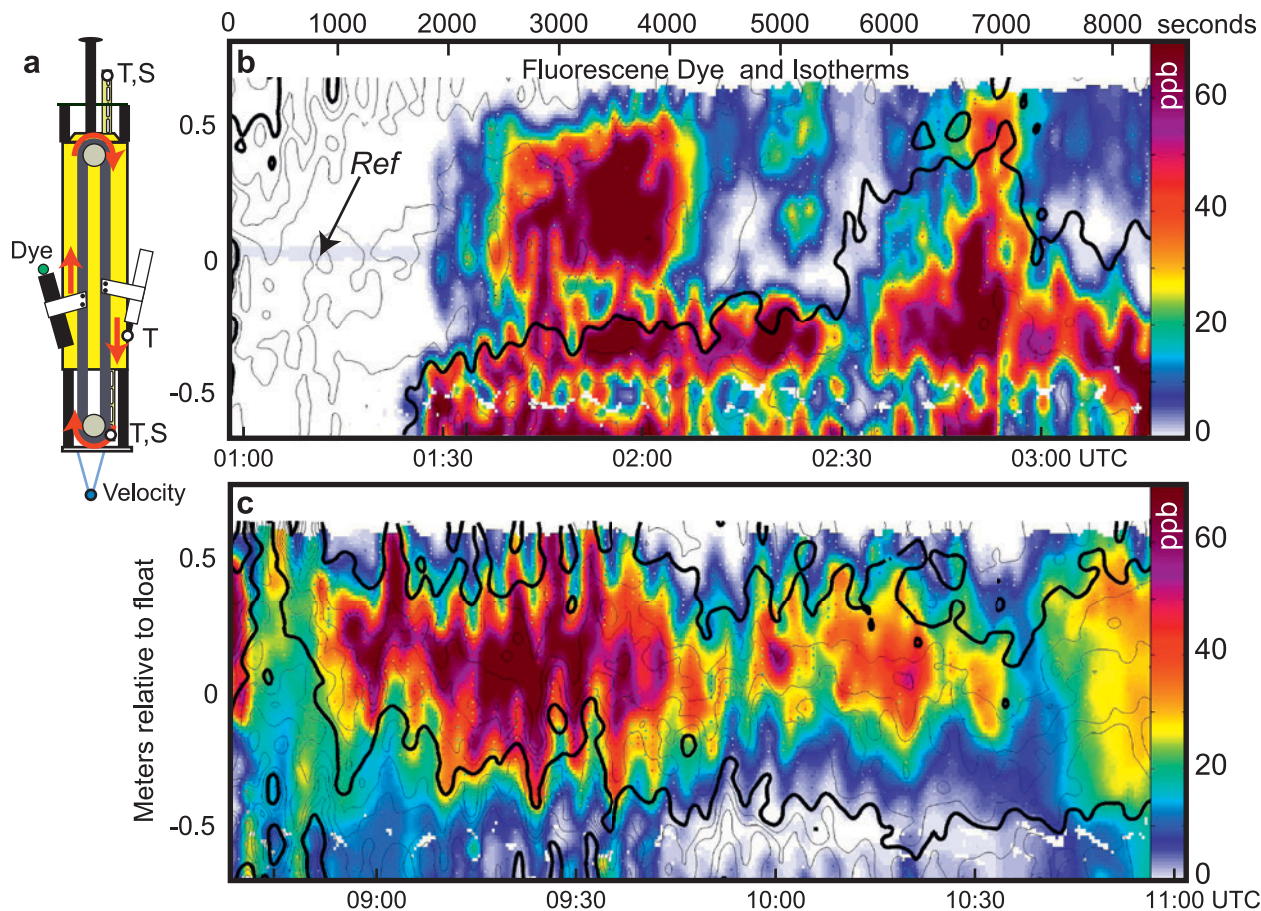 0 1000 2000 3000 4000 5000 6000 7000 8000 seconds
a
T,S
Dye
T
T,S
Velocity
b
Fluorescene Dye and Isotherms
Ref
0.5
0
-0.5
ppb
60
40
20
0
01:00 01:30 02:00 02:30 03:00 UTC
c
Meters relative to float
0.5
0
-0.5
ppb
60
40
20
0
09:00 09:30 10:00 10:30 11:00 UTC